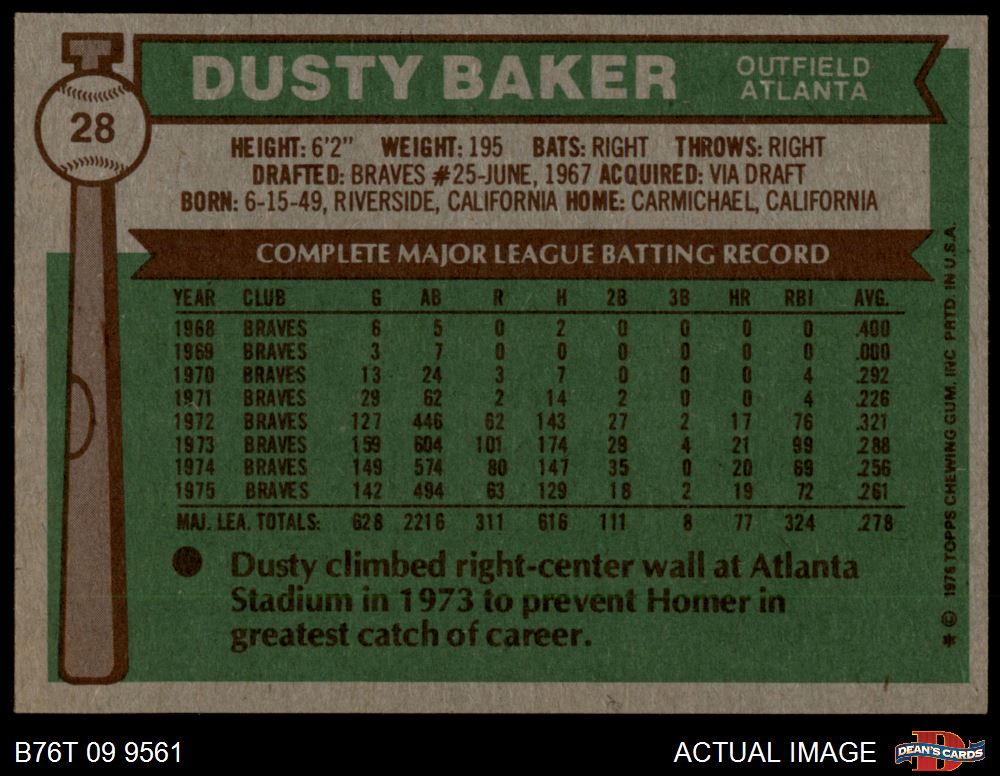 28
DUSTY BAKER
OUTFIELD
ATLANTA
HEIGHT: 6'2" WEIGHT: 195 BATS: RIGHT THROWS: RIGHT
DRAFTED: BRAVES #25-JUNE, 1967 ACQUIRED: VIA DRAFT
BORN: 6-15-49, RIVERSIDE, CALIFORNIA HOME: CARMICHAEL, CALIFORNIA
COMPLETE MAJOR LEAGUE BATTING RECORD
YEAR CLUB G AB R H 2B 3B HR RBI AVG.
1968 BRAVES 6 5 0 2 0 0 0 0 .400
1969 BRAVES 3 7 0 0 0 0 0 0 .000
1970 BRAVES 13 24 3 7 0 0 0 4 .292
1971 BRAVES 29 62 2 14 2 0 0 4 .226
1972 BRAVES 127 446 62 143 27 2 17 76 .321
1973 BRAVES 159 604 101 174 29 4 21 99 .288
1974 BRAVES 149 574 80 147 35 0 20 69 .256
1975 BRAVES 142 494 63 129 18 2 19 72 .261
MAJ. LEA. TOTALS: 628 2216 311 616 111 8 77 324 .278
Dusty climbed right-center wall at Atlanta
Stadium in 1973 to prevent Homer in
greatest catch of career.
* © 1976 TOPPS CHEWING GUM, INC PRTD. IN U.S.A.
B76T 09 9561
ACTUAL IMAGE
DEAN'S CARDS